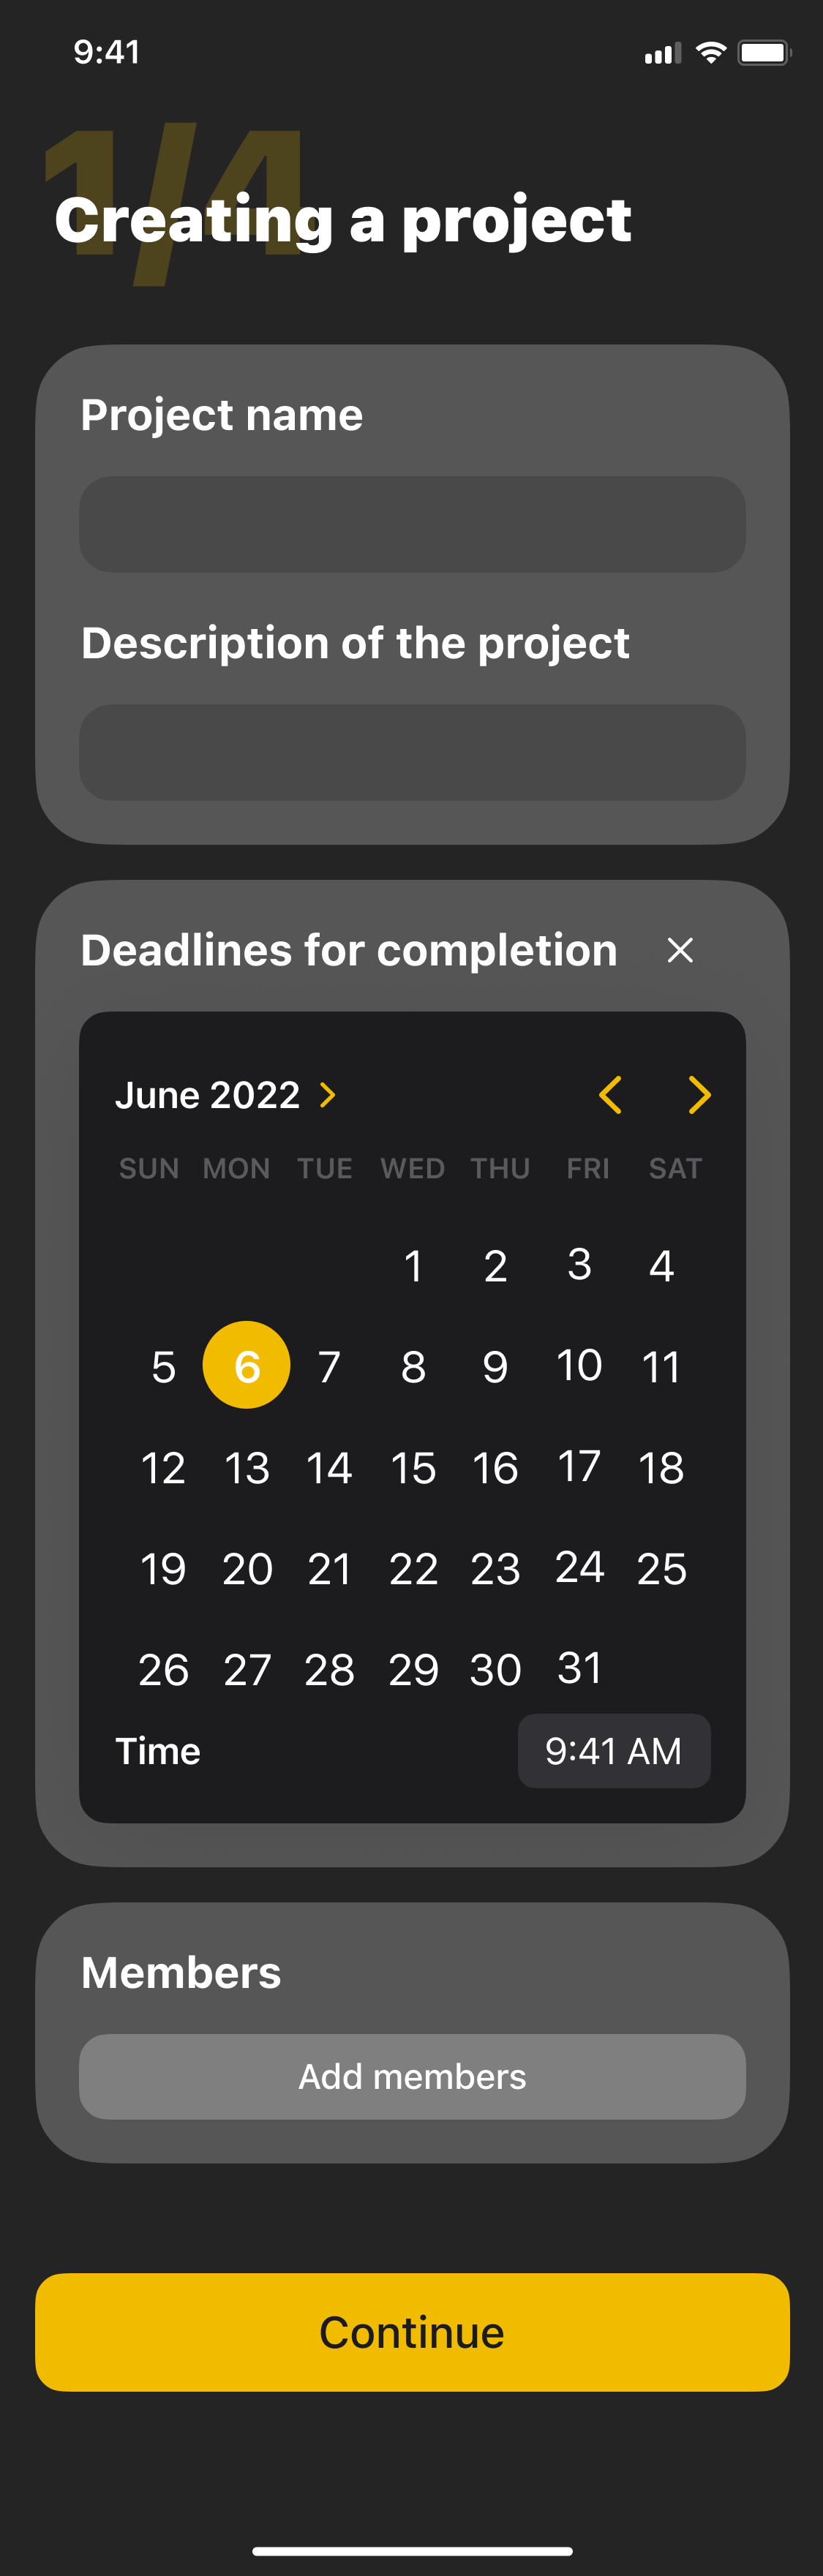 9:41
1/4
Creating a project
Project name
Description of the project
Deadlines for completion
June 2022
SUN MON TUE WED THU FRI SAT
1 2 3 4
5 6 7 8 9 10 11
12 13 14 15 16 17 18
19 20 21 22 23 24 25
26 27 28 29 30 31
Time 9:41 AM
Members
Add members
Continue